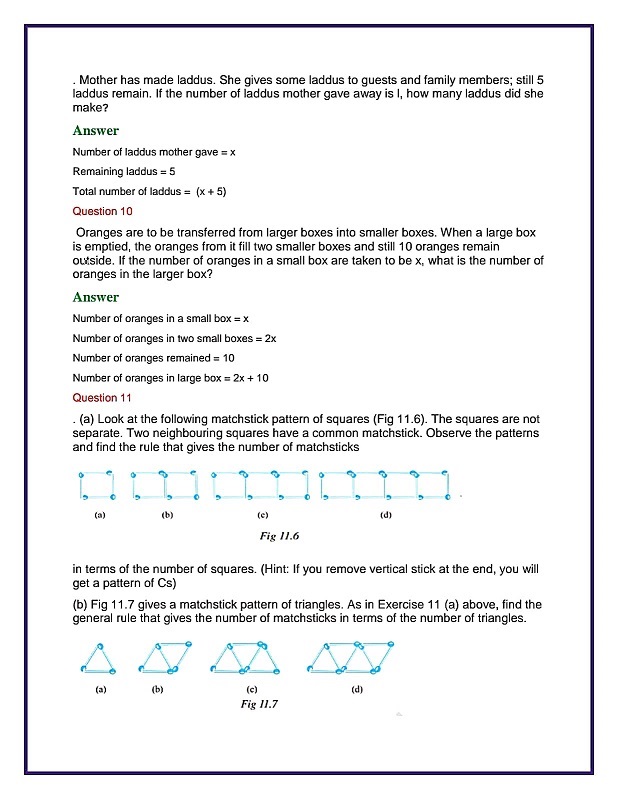 . Mother has made laddus. She gives some laddus to guests and family members; still 5
laddus remain. If the number of laddus mother gave away is l, how many laddus did she
make?
Answer
Number of laddus mother gave = x
Remaining laddus = 5
Total number of laddus = (x + 5)
Question 10
Oranges are to be transferred from larger boxes into smaller boxes. When a large box
is emptied, the oranges from it fill two smaller boxes and still 10 oranges remain
outside. If the number of oranges in a small box are taken to be x, what is the number of
oranges in the larger box?
Answer
Number of oranges in a small box = x
Number of oranges in two small boxes = 2x
Number of oranges remained = 10
Number of oranges in large box = 2x + 10
Question 11
. (a) Look at the following matchstick pattern of squares (Fig 11.6). The squares are not
separate. Two neighbouring squares have a common matchstick. Observe the patterns
and find the rule that gives the number of matchsticks
(a) (b) (c) (d)
Fig 11.6
in terms of the number of squares. (Hint: If you remove vertical stick at the end, you will
get a pattern of Cs)
(b) Fig 11.7 gives a matchstick pattern of triangles. As in Exercise 11 (a) above, find the
general rule that gives the number of matchsticks in terms of the number of triangles.
(a) (b) (c) (d)
Fig 11.7